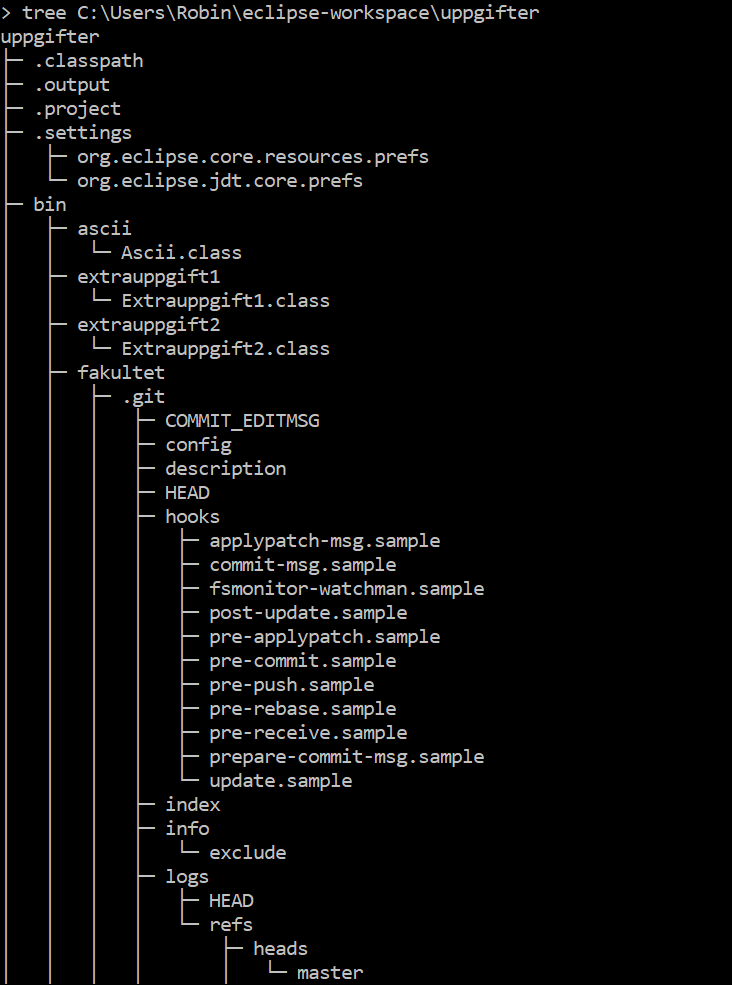 > tree C:\Users\Robin\eclipse-workspace\uppgifter
uppgifter
├─ .classpath
├─ .output
├─ .project
├─ .settings
│  ├─ org.eclipse.core.resources.prefs
│  └─ org.eclipse.jdt.core.prefs
├─ bin
│  ├─ ascii
│  │  └─ Ascii.class
│  ├─ extrauppgift1
│  │  └─ Extrauppgift1.class
│  ├─ extrauppgift2
│  │  └─ Extrauppgift2.class
│  ├─ fakultet
│  │  ├─ .git
│  │  │  ├─ COMMIT_EDITMSG
│  │  │  ├─ config
│  │  │  ├─ description
│  │  │  ├─ HEAD
│  │  │  ├─ hooks
│  │  │  │  ├─ applypatch-msg.sample
│  │  │  │  ├─ commit-msg.sample
│  │  │  │  ├─ fsmonitor-watchman.sample
│  │  │  │  ├─ post-update.sample
│  │  │  │  ├─ pre-applypatch.sample
│  │  │  │  ├─ pre-commit.sample
│  │  │  │  ├─ pre-push.sample
│  │  │  │  ├─ pre-rebase.sample
│  │  │  │  ├─ pre-receive.sample
│  │  │  │  ├─ prepare-commit-msg.sample
│  │  │  │  └─ update.sample
│  │  │  ├─ index
│  │  │  ├─ info
│  │  │  │  └─ exclude
│  │  │  ├─ logs
│  │  │  │  ├─ HEAD
│  │  │  │  └─ refs
│  │  │  │     ├─ heads
│  │  │  │     │  └─ master